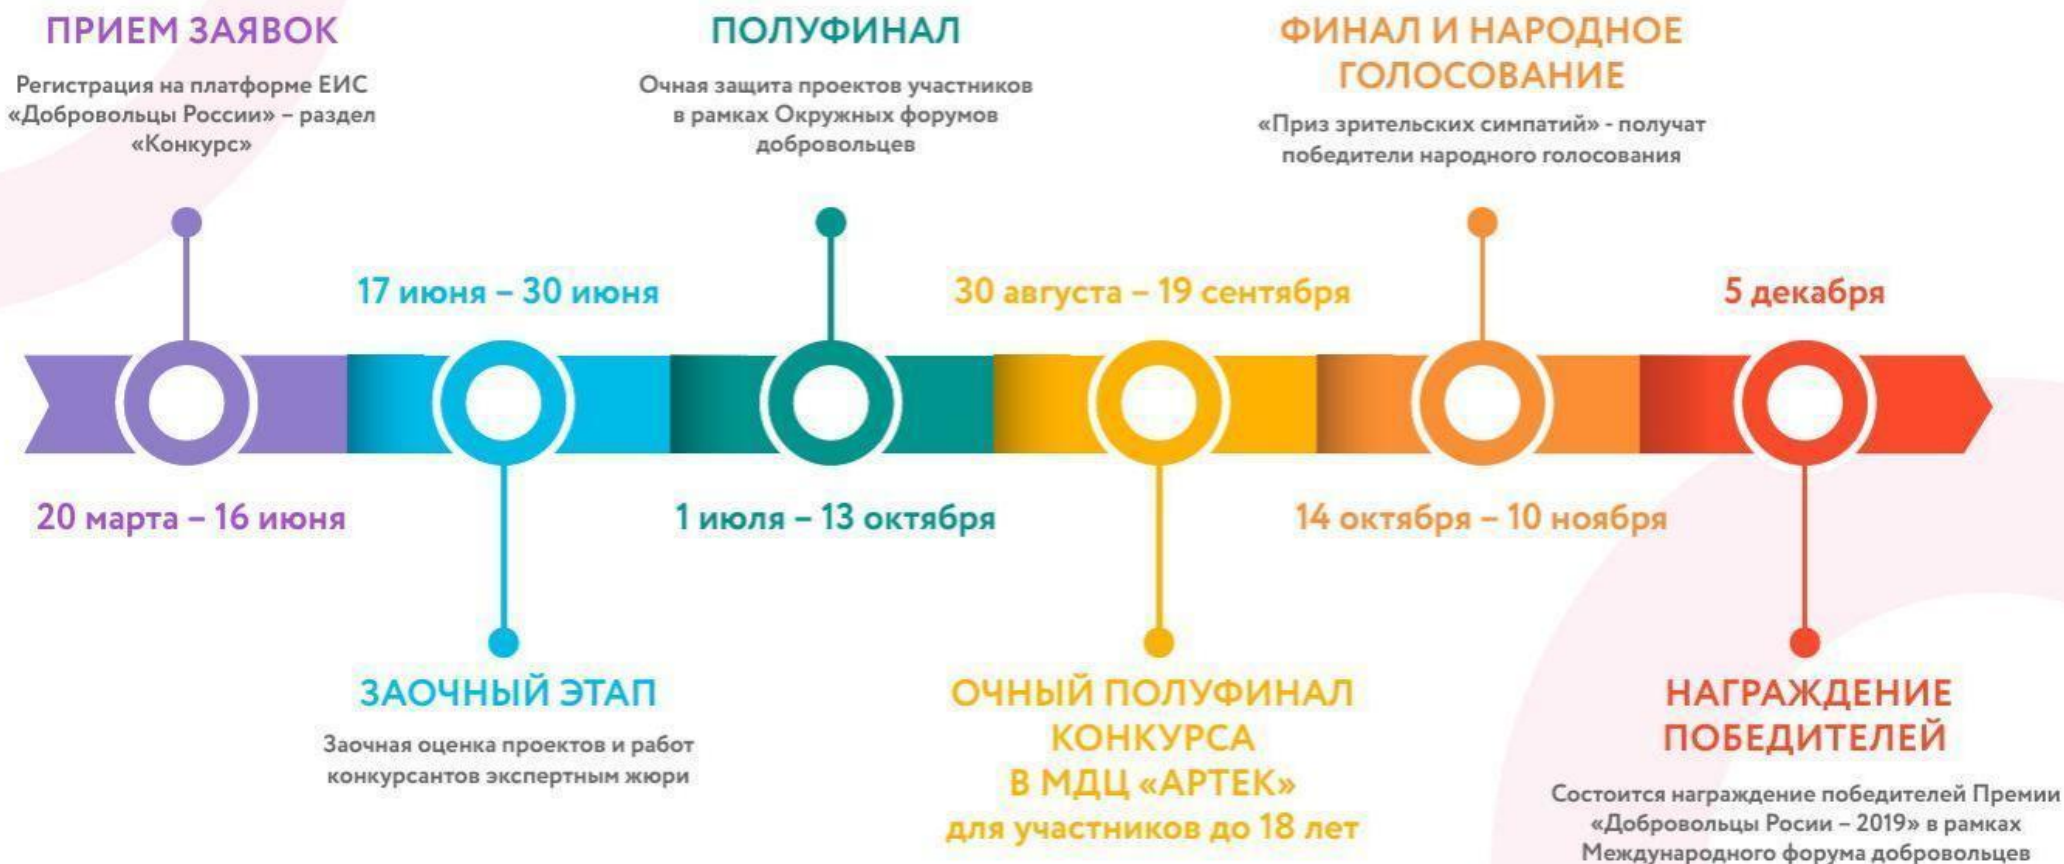 ПРИЕМ ЗАЯВОК
Регистрация на платформе ЕИС
«Добровольцы России» – раздел
«Конкурс»
20 марта – 16 июня
17 июня – 30 июня
ЗАОЧНЫЙ ЭТАП
Заочная оценка проектов и работ
конкурсантов экспертным жюри
ПОЛУФИНАЛ
Очная защита проектов участников
в рамках Окружных форумов
добровольцев
1 июля – 13 октября
30 августа – 19 сентября
ОЧНЫЙ ПОЛУФИНАЛ
КОНКУРСА
В МДЦ «АРТЕК»
для участников до 18 лет
ФИНАЛ И НАРОДНОЕ
ГОЛОСОВАНИЕ
«Приз зрительских симпатий» - получат
победители народного голосования
14 октября – 10 ноября
5 декабря
НАГРАЖДЕНИЕ
ПОБЕДИТЕЛЕЙ
Состоится награждение победителей Премии
«Добровольцы Росии – 2019» в рамках
Международного форума добровольцев